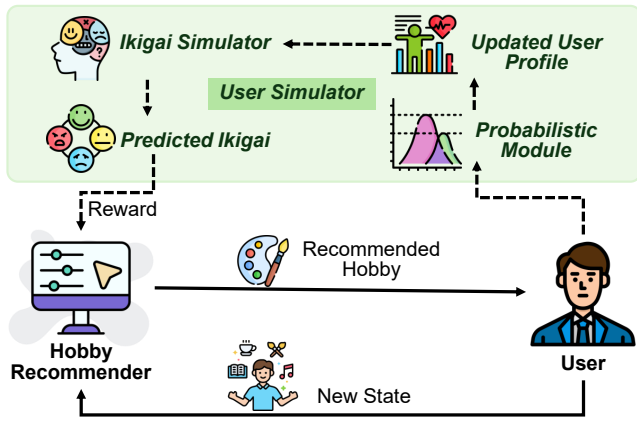 Ikigai Simulator
Updated User
Profile
User Simulator
Predicted Ikigai
Probabilistic
Module
Reward
Recommended
Hobby
Hobby
Recommender
User
New State